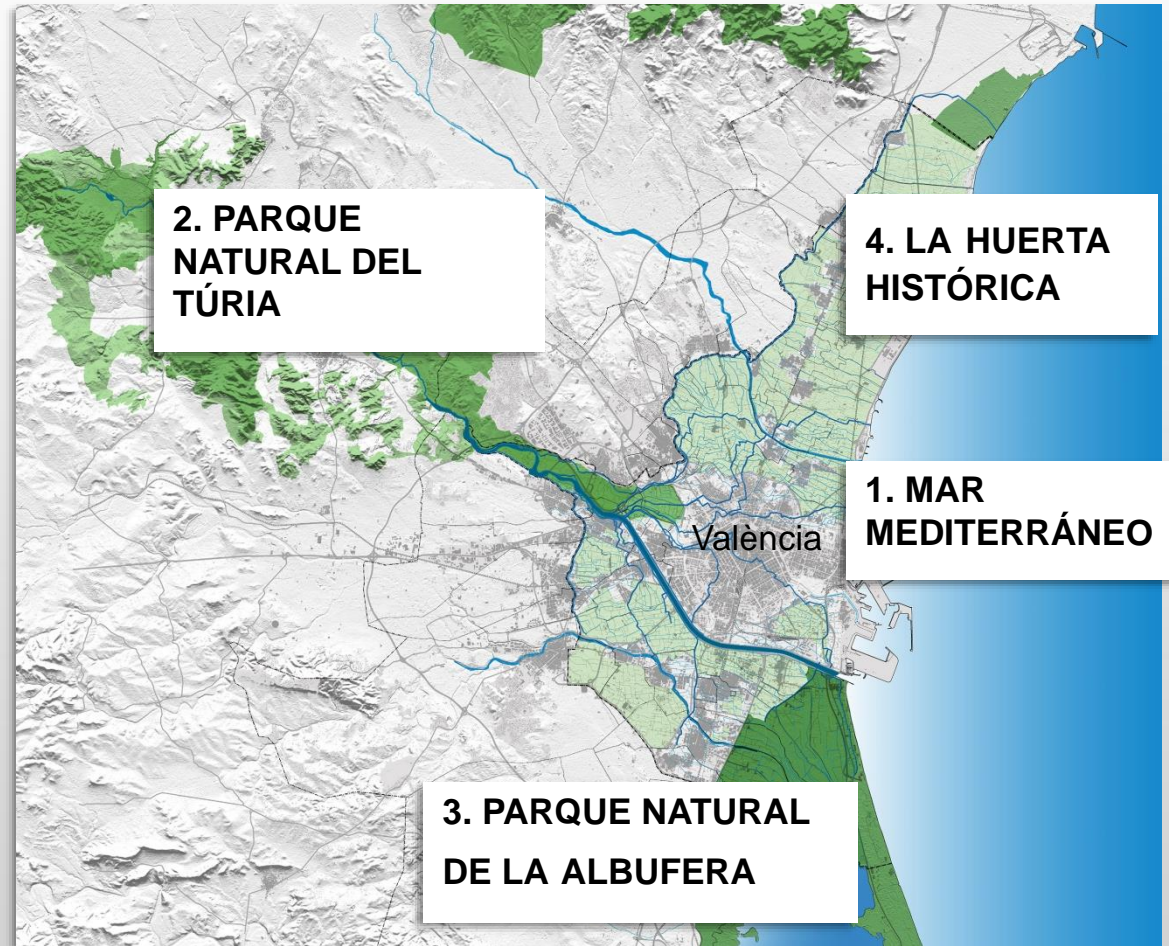 2. PARQUE
NATURAL DEL
TÚRIA
4. LA HUERTA
HISTÓRICA
1. MAR
MEDITERRÁNEO
València
3. PARQUE NATURAL
DE LA ALBUFERA